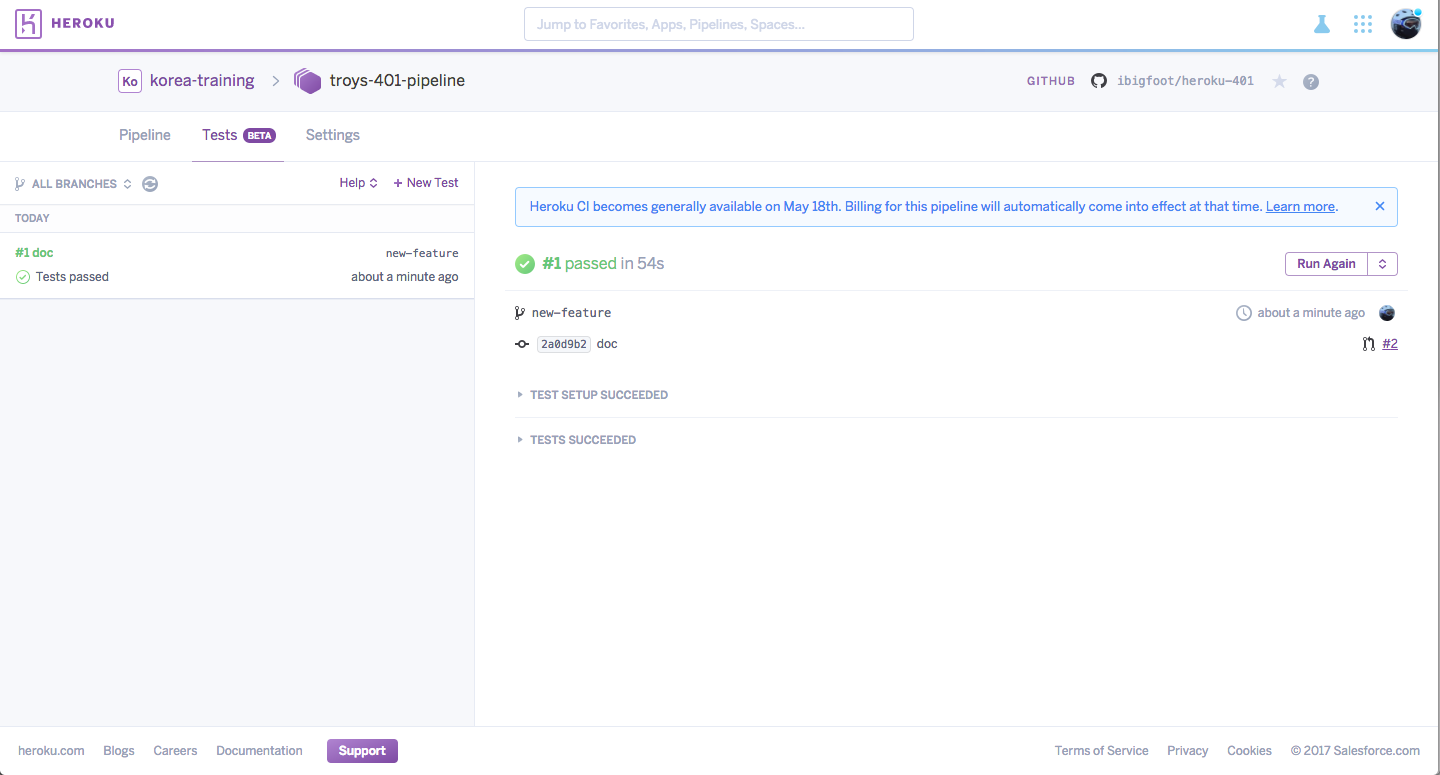 HEROKU
Jump to Favorites, Apps, Pipelines, Spaces...
Ko korea-training > troys-401-pipeline
GITHUB ibigfoot/heroku-401 ?
Pipeline Tests BETA Settings
ALL BRANCHES Help + New Test
TODAY
#1 doc new-feature
Tests passed about a minute ago
Heroku CI becomes generally available on May 18th. Billing for this pipeline will automatically come into effect at that time. Learn more. ×
#1 passed in 54s Run Again
new-feature about a minute ago
2a0d9b2 doc #2
TEST SETUP SUCCEEDED
TESTS SUCCEEDED
heroku.com Blogs Careers Documentation Support Terms of Service Privacy Cookies © 2017 Salesforce.com